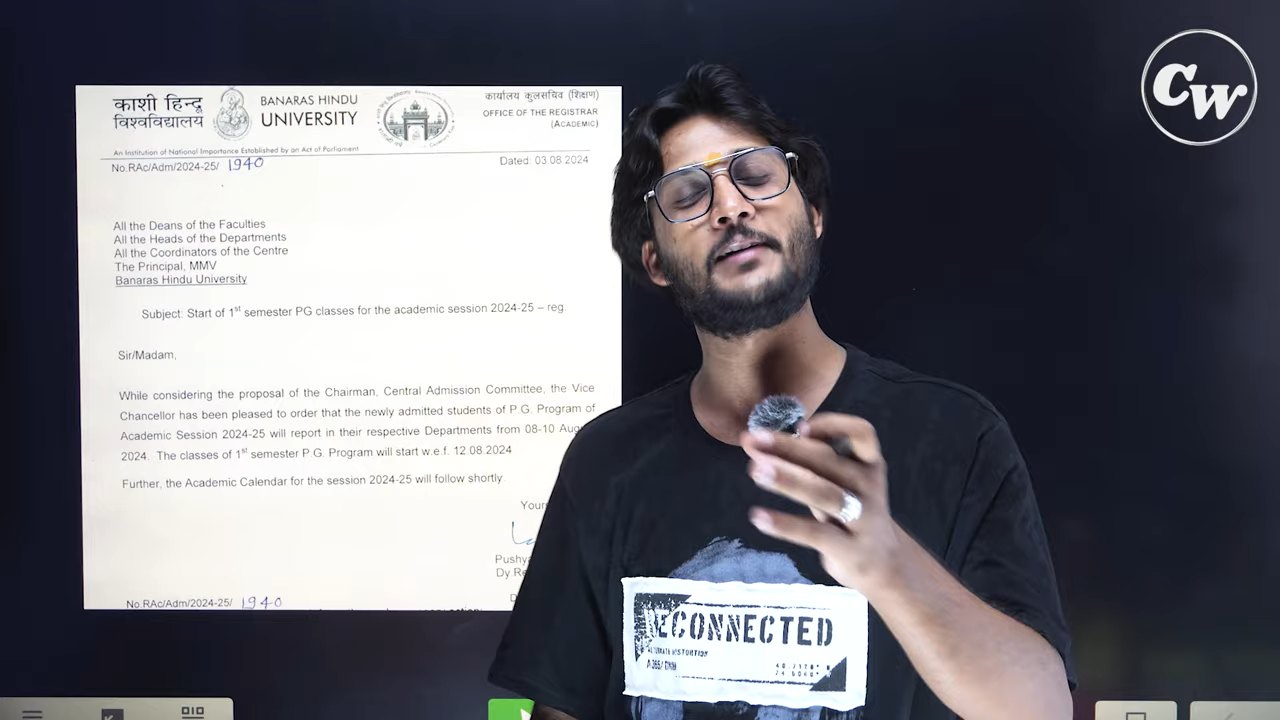 काशी हिन्दू
विश्वविद्यालय
BANARAS HINDU
UNIVERSITY
कार्यालय कुलसचिव (शिक्षण)
OFFICE OF THE REGISTRAR
(ACADEMIC)
An Institution of National Importance Established by an Act of Parliament
No.RAc/Adm/2024-25/ 1940
Dated: 03.08.2024
All the Deans of the Faculties
All the Heads of the Departments
All the Coordinators of the Centre
The Principal, MMV
Banaras Hindu University
Subject: Start of 1st semester PG classes for the academic session 2024-25 – reg
Sir/Madam,
While considering the proposal of the Chairman, Central Admission Committee, the Vice
Chancellor has been pleased to order that the newly admitted students of P.G. Program of
Academic Session 2024-25 will report in their respective Departments from 08-10
2024. The classes of 1st semester P.G. Program will start w.e.f. 12.08.2024
Further, the Academic Calendar for the session 2024-25 will follow shortly.
No.RAc/Adm/2024-25/ 1940
CW
RECONNECTED